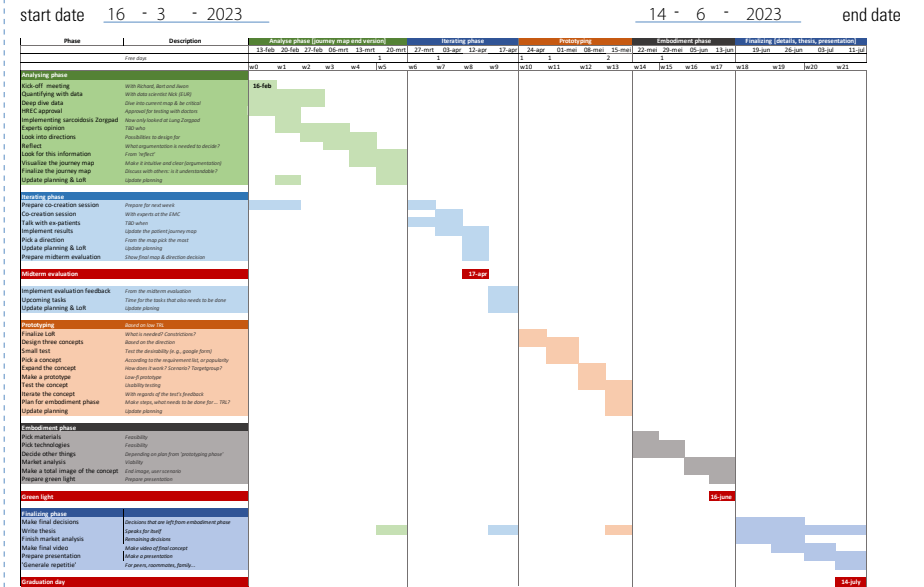 start date 16 - 3 - 2023 14 - 6 - 2023 end date
Phase Description Analyse phase (journey map end version) Iterating phase Prototyping Embodiment phase Finalizing (details, thesis, presentation)
13-feb 20-feb 27-feb 06-mrt 13-mrt 20-mrt 27-mrt 03-apr 12-apr 17-apr 24-apr 01-mei 08-mei 15-mei 22-mei 29-mei 05-jun 13-jun 19-jun 26-jun 03-jul 11-jul
Free days 1 1 1 1 2 1
w0 w1 w2 w3 w4 w5 w6 w7 w8 w9 w10 w11 w12 w13 w14 w15 w16 w17 w18 w19 w20 w21
Analysing phase
Kick-off meeting With Richard, Bart and Jiwon 16-feb
Quantifying with data With data scientist Nick (EUR)
Deep dive data Dive into current map & be critical
HREC approval Approval for testing with doctors
Implementing sarcoidosis Zorgpad Now only looked at Lung Zorgpad
Experts opinion TBD who
Look into directions Possibilities to design for
Reflect What argumentation is needed to decide?
Look for this information From 'reflect'
Visualize the journey map Make it intuitive and clear (argumentation)
Finalize the journey map Discuss with others: is it understandable?
Update planning & LoR Update planning
Iterating phase
Prepare co-creation session Prepare for next week
Co-creation session With experts at the EMC
Talk with ex-patients TBD when
Implement results Update the patient journey map
Pick a direction From the map pick the most
Update planning & LoR Update planning
Prepare midterm evaluation Show final map & direction decision
Midterm evaluation 17-apr
Implement evaluation feedback From the midterm evaluation
Upcoming tasks Time for the tasks that also needs to be done
Update planning & LoR Update planing
Prototyping Based on low TRL
Finalize LoR What is needed? Constrictions?
Design three concepts Based on the direction
Small test Test the desirability (e.g., google form)
Pick a concept According to the requirement list, or popularity
Expand the concept How does it work? Scenario? Targetgroup?
Make a prototype Low-fi prototype
Test the concept Usability testing
Iterate the concept With regards of the test's feedback
Plan for embodiment phase Make steps, what needs to be done for ... TRL?
Update planning Update planning
Embodiment phase
Pick materials Feasibility
Pick technologies Feasibility
Decide other things Depending on plan from 'prototyping phase'
Market analysis Viability
Make a total image of the concept End image, user scenario
Prepare green light Prepare presentation
Green light 16-june
Finalizing phase
Make final decisions Decisions that are left from embodiment phase
Write thesis Speaks for itself
Finish market analysis Remaining decisions
Make final video Make video of final concept
Prepare presentation Make a presentation
'Generale repetitie' For peers, roommates, family...
Graduation day 14-july